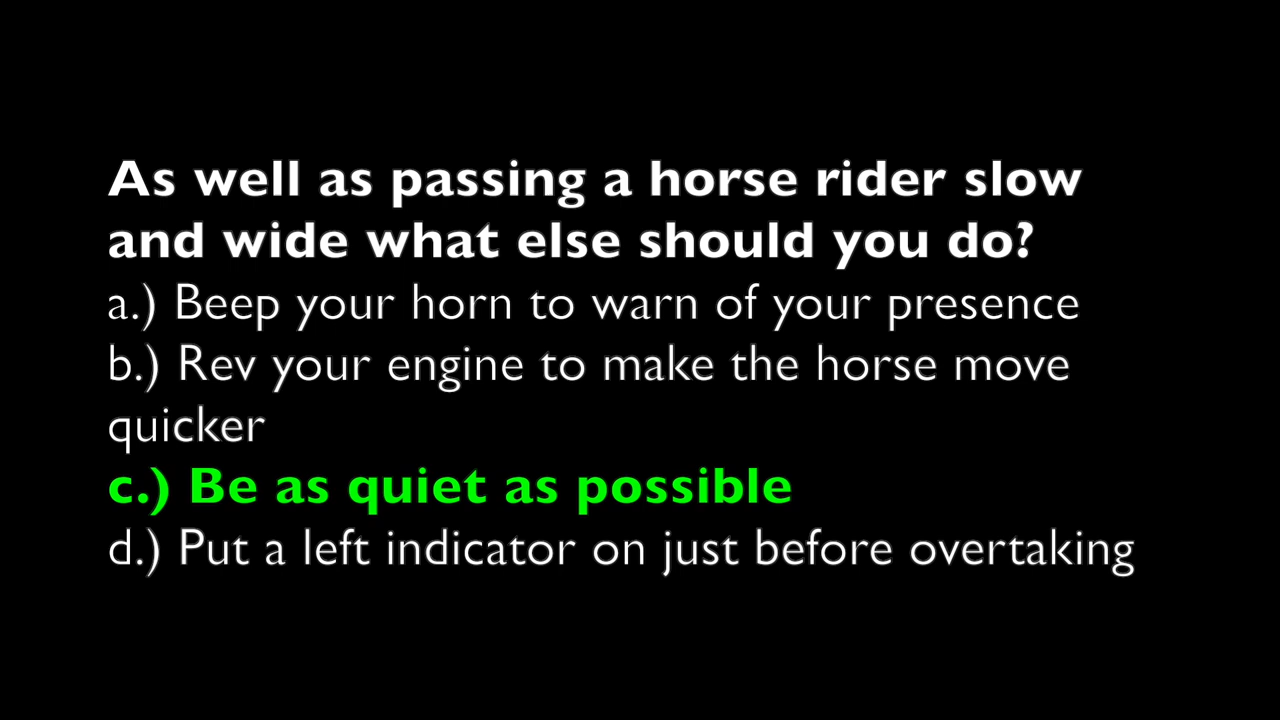 As well as passing a horse rider slow
and wide what else should you do?
a.) Beep your horn to warn of your presence
b.) Rev your engine to make the horse move
quicker
c.) Be as quiet as possible
d.) Put a left indicator on just before overtaking